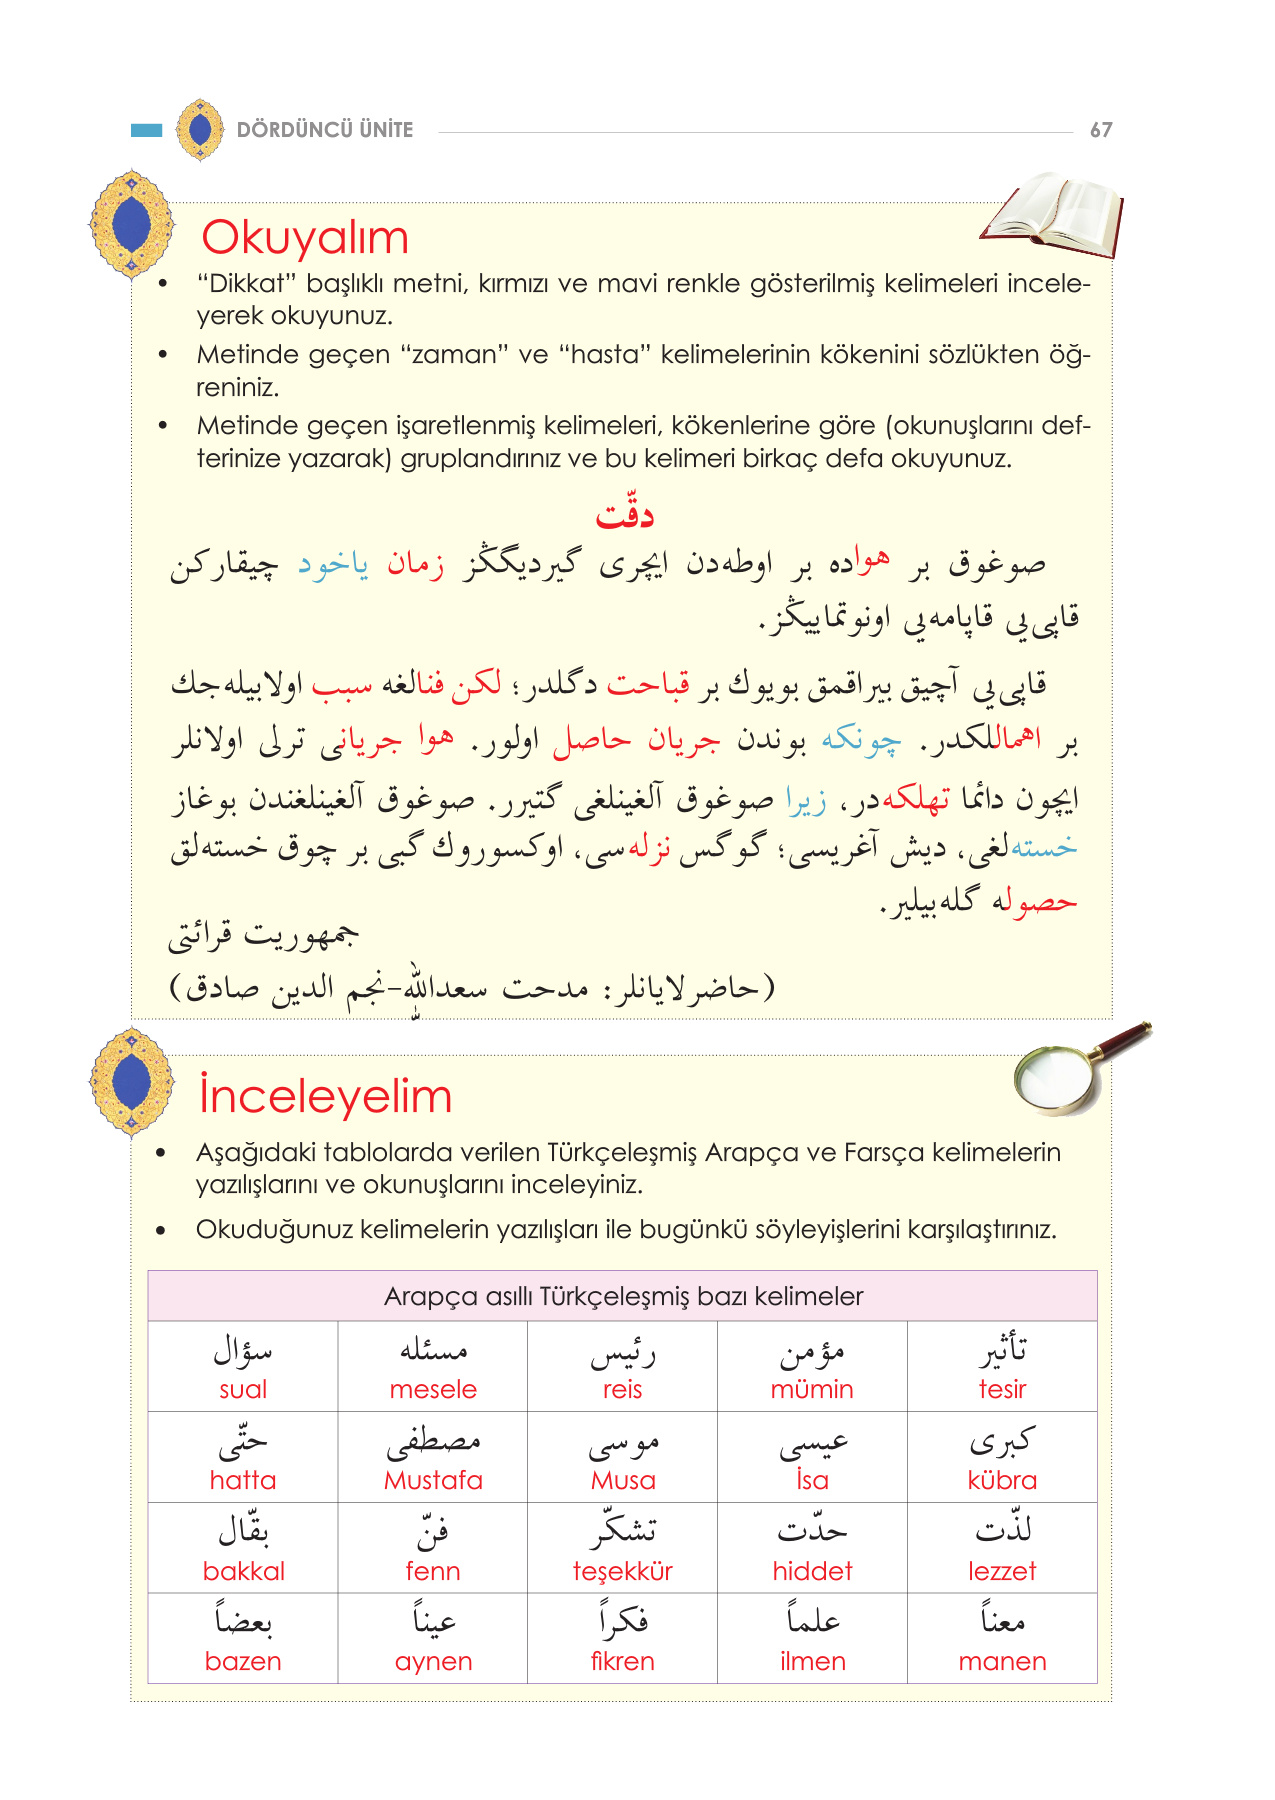 DÖRDÜNCÜ ÜNİTE
67
Okuyalım
• “Dikkat” başlıklı metni, kırmızı ve mavi renkle gösterilmiş kelimeleri incele-
yerek okuyunuz.
• Metinde geçen “zaman” ve “hasta” kelimelerinin kökenini sözlükten öğ-
reniniz.
• Metinde geçen işaretlenmiş kelimeleri, kökenlerine göre (okunuşlarını def-
terinize yazarak) gruplandırınız ve bu kelimeri birkaç defa okuyunuz.
دقّت
صوغوق بر هواده بر اوطه‌دن ایچری گیردیگڭز زمان یاخود چیقاركن
قاپی‌یی قاپامه‌یی اونوتماییڭز.
قاپی‌یی آچیق بیراقمق بویوك بر قباحت دگلدر؛ لكن فنالغه سبب اولابیله‌جك
بر اهماللكدر. چونكه بوندن جریان حاصل اولور. هوا جریانی ترلی اولانلر
ایچون دائما تهلكه‌در، زیرا صوغوق آلغینلغی گتیرر. صوغوق آلغینلغندن بوغاز
خسته‌لغی، دیش آغریسی؛ گوگس نزله‌سی، اوكسوروك گبی بر چوق خسته‌لق
حصوله گله‌بیلیر.
جمهوریت قرائتی
(حاضرلایانلر: مدحت سعدالله-نجم الدین صادق)
İnceleyelim
• Aşağıdaki tablolarda verilen Türkçeleşmiş Arapça ve Farsça kelimelerin
yazılışlarını ve okunuşlarını inceleyiniz.
• Okuduğunuz kelimelerin yazılışları ile bugünkü söyleyişlerini karşılaştırınız.
Arapça asıllı Türkçeleşmiş bazı kelimeler
سؤال مسئله رئیس مؤمن تأثیر
sual mesele reis mümin tesir
حتّی مصطفی موسی عیسی كبری
hatta Mustafa Musa İsa kübra
بقّال فنّ تشكّر حدّت لذّت
bakkal fenn teşekkür hiddet lezzet
بعضاً عیناً فكراً علماً معناً
bazen aynen fikren ilmen manen